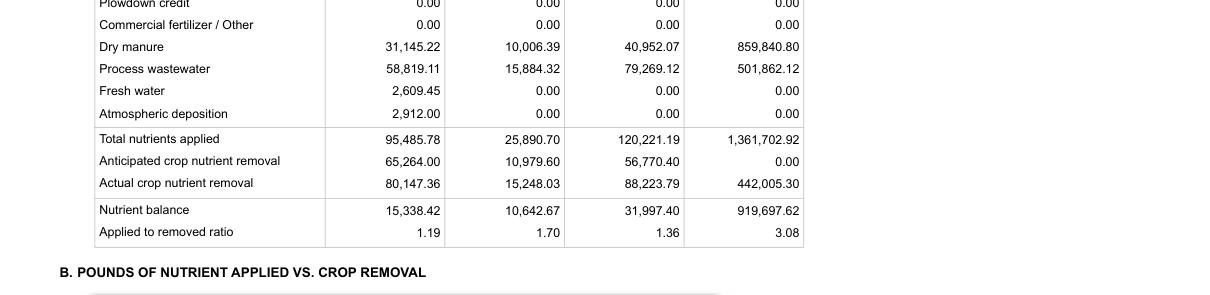 Plowdown credit 0.00 0.00 0.00 0.00
Commercial fertilizer / Other 0.00 0.00 0.00 0.00
Dry manure 31,145.22 10,006.39 40,952.07 859,840.80
Process wastewater 58,819.11 15,884.32 79,269.12 501,862.12
Fresh water 2,609.45 0.00 0.00 0.00
Atmospheric deposition 2,912.00 0.00 0.00 0.00
Total nutrients applied 95,485.78 25,890.70 120,221.19 1,361,702.92
Anticipated crop nutrient removal 65,264.00 10,979.60 56,770.40 0.00
Actual crop nutrient removal 80,147.36 15,248.03 88,223.79 442,005.30
Nutrient balance 15,338.42 10,642.67 31,997.40 919,697.62
Applied to removed ratio 1.19 1.70 1.36 3.08
B. POUNDS OF NUTRIENT APPLIED VS. CROP REMOVAL